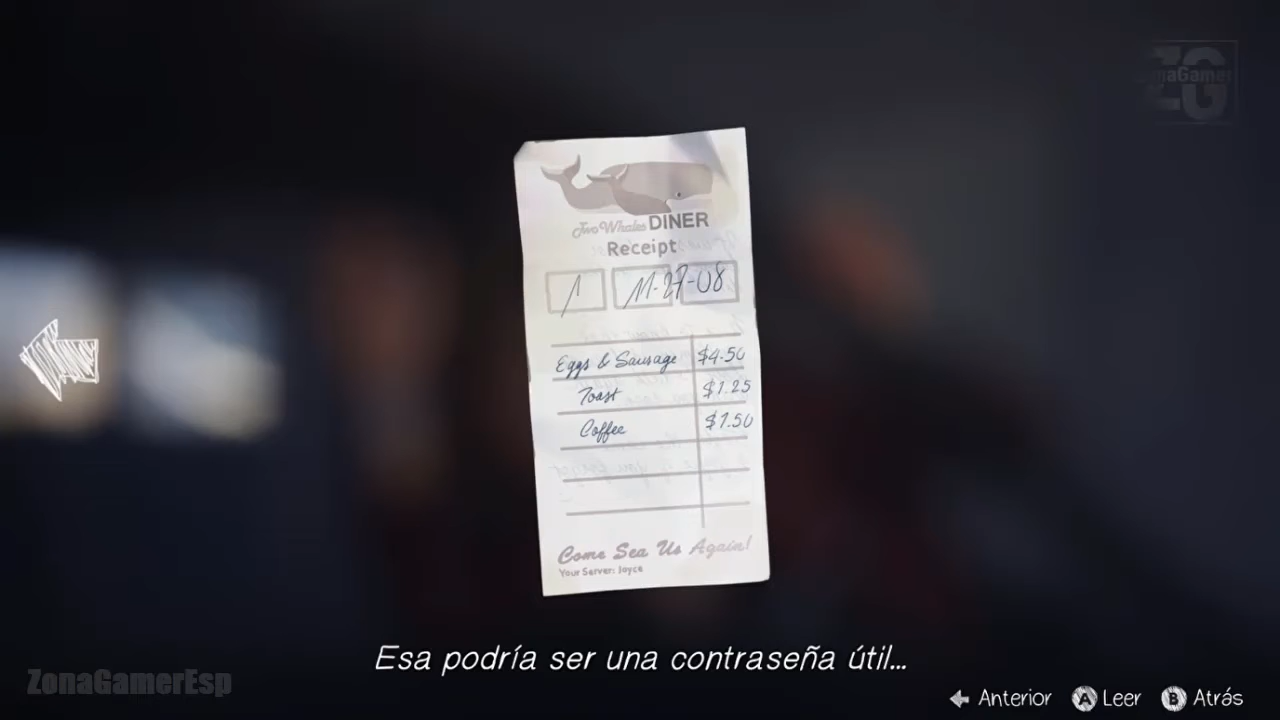 ZG
ZonaGamer
Two Whales DINER
Receipt
1 11-27-08
Eggs & Sausage $4.50
Toast $1.25
Coffee $1.50
Come Sea Us Again!
Your Server: Joyce
Esa podría ser una contraseña útil...
ZonaGamerEsp
Anterior A Leer B Atrás